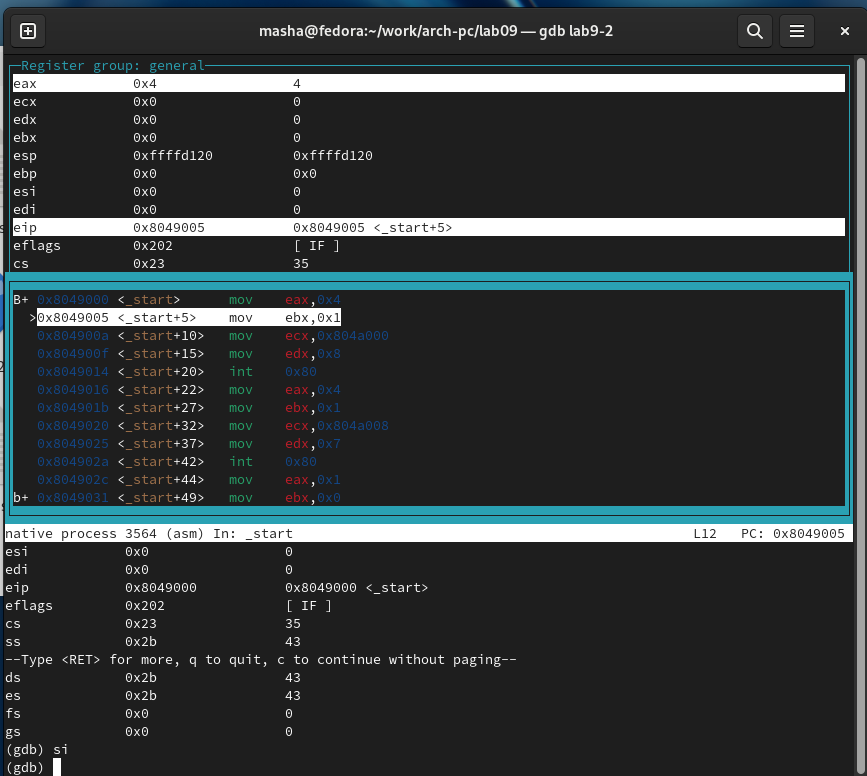 masha@fedora:~/work/arch-pc/lab09 — gdb lab9-2
Register group: general
eax 0x4 4
ecx 0x0 0
edx 0x0 0
ebx 0x0 0
esp 0xffffd120 0xffffd120
ebp 0x0 0x0
esi 0x0 0
edi 0x0 0
eip 0x8049005 0x8049005 <_start+5>
eflags 0x202 [ IF ]
cs 0x23 35
B+ 0x8049000 <_start> mov eax,0x4
>0x8049005 <_start+5> mov ebx,0x1
0x804900a <_start+10> mov ecx,0x804a000
0x804900f <_start+15> mov edx,0x8
0x8049014 <_start+20> int 0x80
0x8049016 <_start+22> mov eax,0x4
0x804901b <_start+27> mov ebx,0x1
0x8049020 <_start+32> mov ecx,0x804a008
0x8049025 <_start+37> mov edx,0x7
0x804902a <_start+42> int 0x80
0x804902c <_start+44> mov eax,0x1
b+ 0x8049031 <_start+49> mov ebx,0x0
native process 3564 (asm) In: _start L12 PC: 0x8049005
esi 0x0 0
edi 0x0 0
eip 0x8049000 0x8049000 <_start>
eflags 0x202 [ IF ]
cs 0x23 35
ss 0x2b 43
--Type <RET> for more, q to quit, c to continue without paging--
ds 0x2b 43
es 0x2b 43
fs 0x0 0
gs 0x0 0
(gdb) si
(gdb)